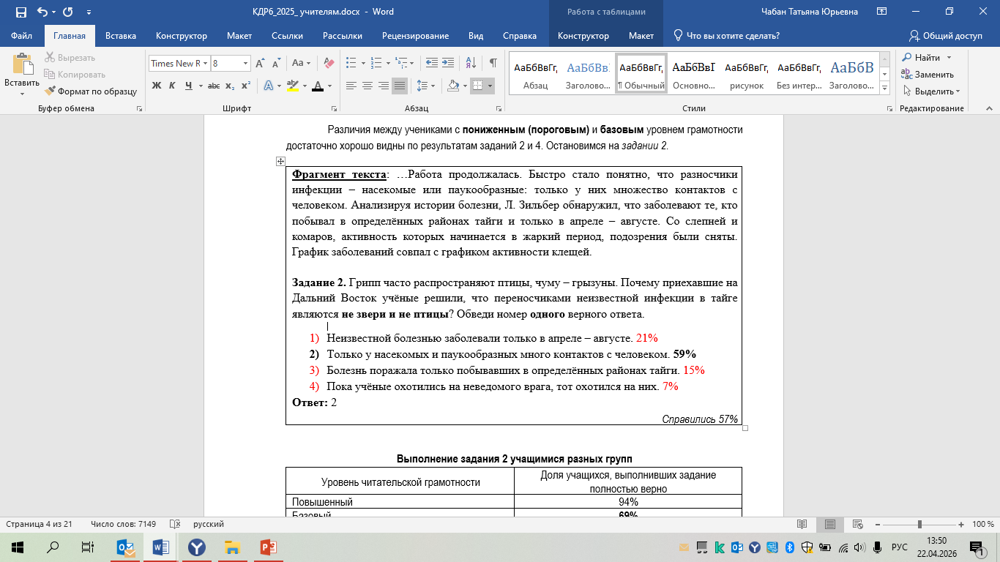 КДР6_2025_ учителям.docx - Word
Работа с таблицами
Чабан Татьяна Юрьевна
Файл Главная Вставка Конструктор Макет Ссылки Рассылки Рецензирование Вид Справка Конструктор Макет Что вы хотите сделать? Общий доступ
Вставить
Вырезать
Копировать
Формат по образцу
Буфер обмена
Times New R 8
Ж К Ч abc x₂ x²
Шрифт
Абзац
АаБбВвГг, Абзац
АаБбВвІ Заголово...
АаБбВвГг, ¶ Обычный
АаБбВвІ Основно...
АаБбВвГг, рисунок
АаБбВвГг, Без интер...
АаБбВ Заголово...
Стили
Найти
Заменить
Выделить
Редактирование
Различия между учениками с пониженным (пороговым) и базовым уровнем грамотности
достаточно хорошо видны по результатам заданий 2 и 4. Остановимся на задании 2.
Фрагмент текста: …Работа продолжалась. Быстро стало понятно, что разносчики
инфекции – насекомые или паукообразные: только у них множество контактов с
человеком. Анализируя истории болезни, Л. Зильбер обнаружил, что заболевают те, кто
побывал в определённых районах тайги и только в апреле – августе. Со слепней и
комаров, активность которых начинается в жаркий период, подозрения были сняты.
График заболеваний совпал с графиком активности клещей.
Задание 2. Грипп часто распространяют птицы, чуму – грызуны. Почему приехавшие на
Дальний Восток учёные решили, что переносчиками неизвестной инфекции в тайге
являются не звери и не птицы? Обведи номер одного верного ответа.
1) Неизвестной болезнью заболевали только в апреле – августе. 21%
2) Только у насекомых и паукообразных много контактов с человеком. 59%
3) Болезнь поражала только побывавших в определённых районах тайги. 15%
4) Пока учёные охотились на неведомого врага, тот охотился на них. 7%
Ответ: 2
Справились 57%
Выполнение задания 2 учащимися разных групп
Уровень читательской грамотности
Доля учащихся, выполнивших задание
полностью верно
Повышенный 94%
Базовый 69%
Страница 4 из 21 Число слов: 7149 русский 100 %
РУС
13:50
22.04.2026
1